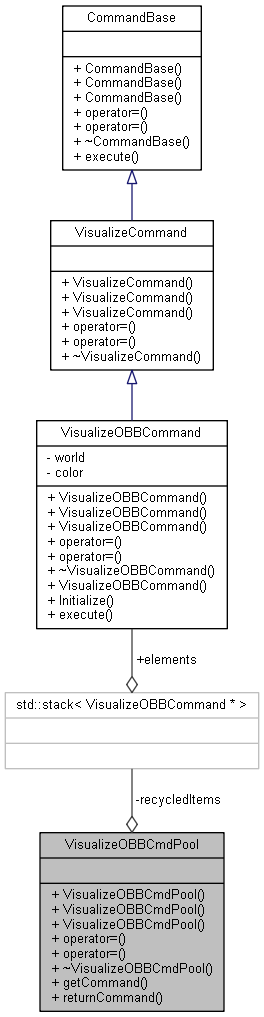 CommandBase
+ CommandBase()
+ CommandBase()
+ CommandBase()
+ operator=()
+ operator=()
+ ~CommandBase()
+ execute()
VisualizeCommand
+ VisualizeCommand()
+ VisualizeCommand()
+ VisualizeCommand()
+ operator=()
+ operator=()
+ ~VisualizeCommand()
VisualizeOBBCommand
- world
- color
+ VisualizeOBBCommand()
+ VisualizeOBBCommand()
+ VisualizeOBBCommand()
+ operator=()
+ operator=()
+ ~VisualizeOBBCommand()
+ VisualizeOBBCommand()
+ Initialize()
+ execute()
+elements
std::stack< VisualizeOBBCommand * >
-recycledItems
VisualizeOBBCmdPool
+ VisualizeOBBCmdPool()
+ VisualizeOBBCmdPool()
+ VisualizeOBBCmdPool()
+ operator=()
+ operator=()
+ ~VisualizeOBBCmdPool()
+ getCommand()
+ returnCommand()